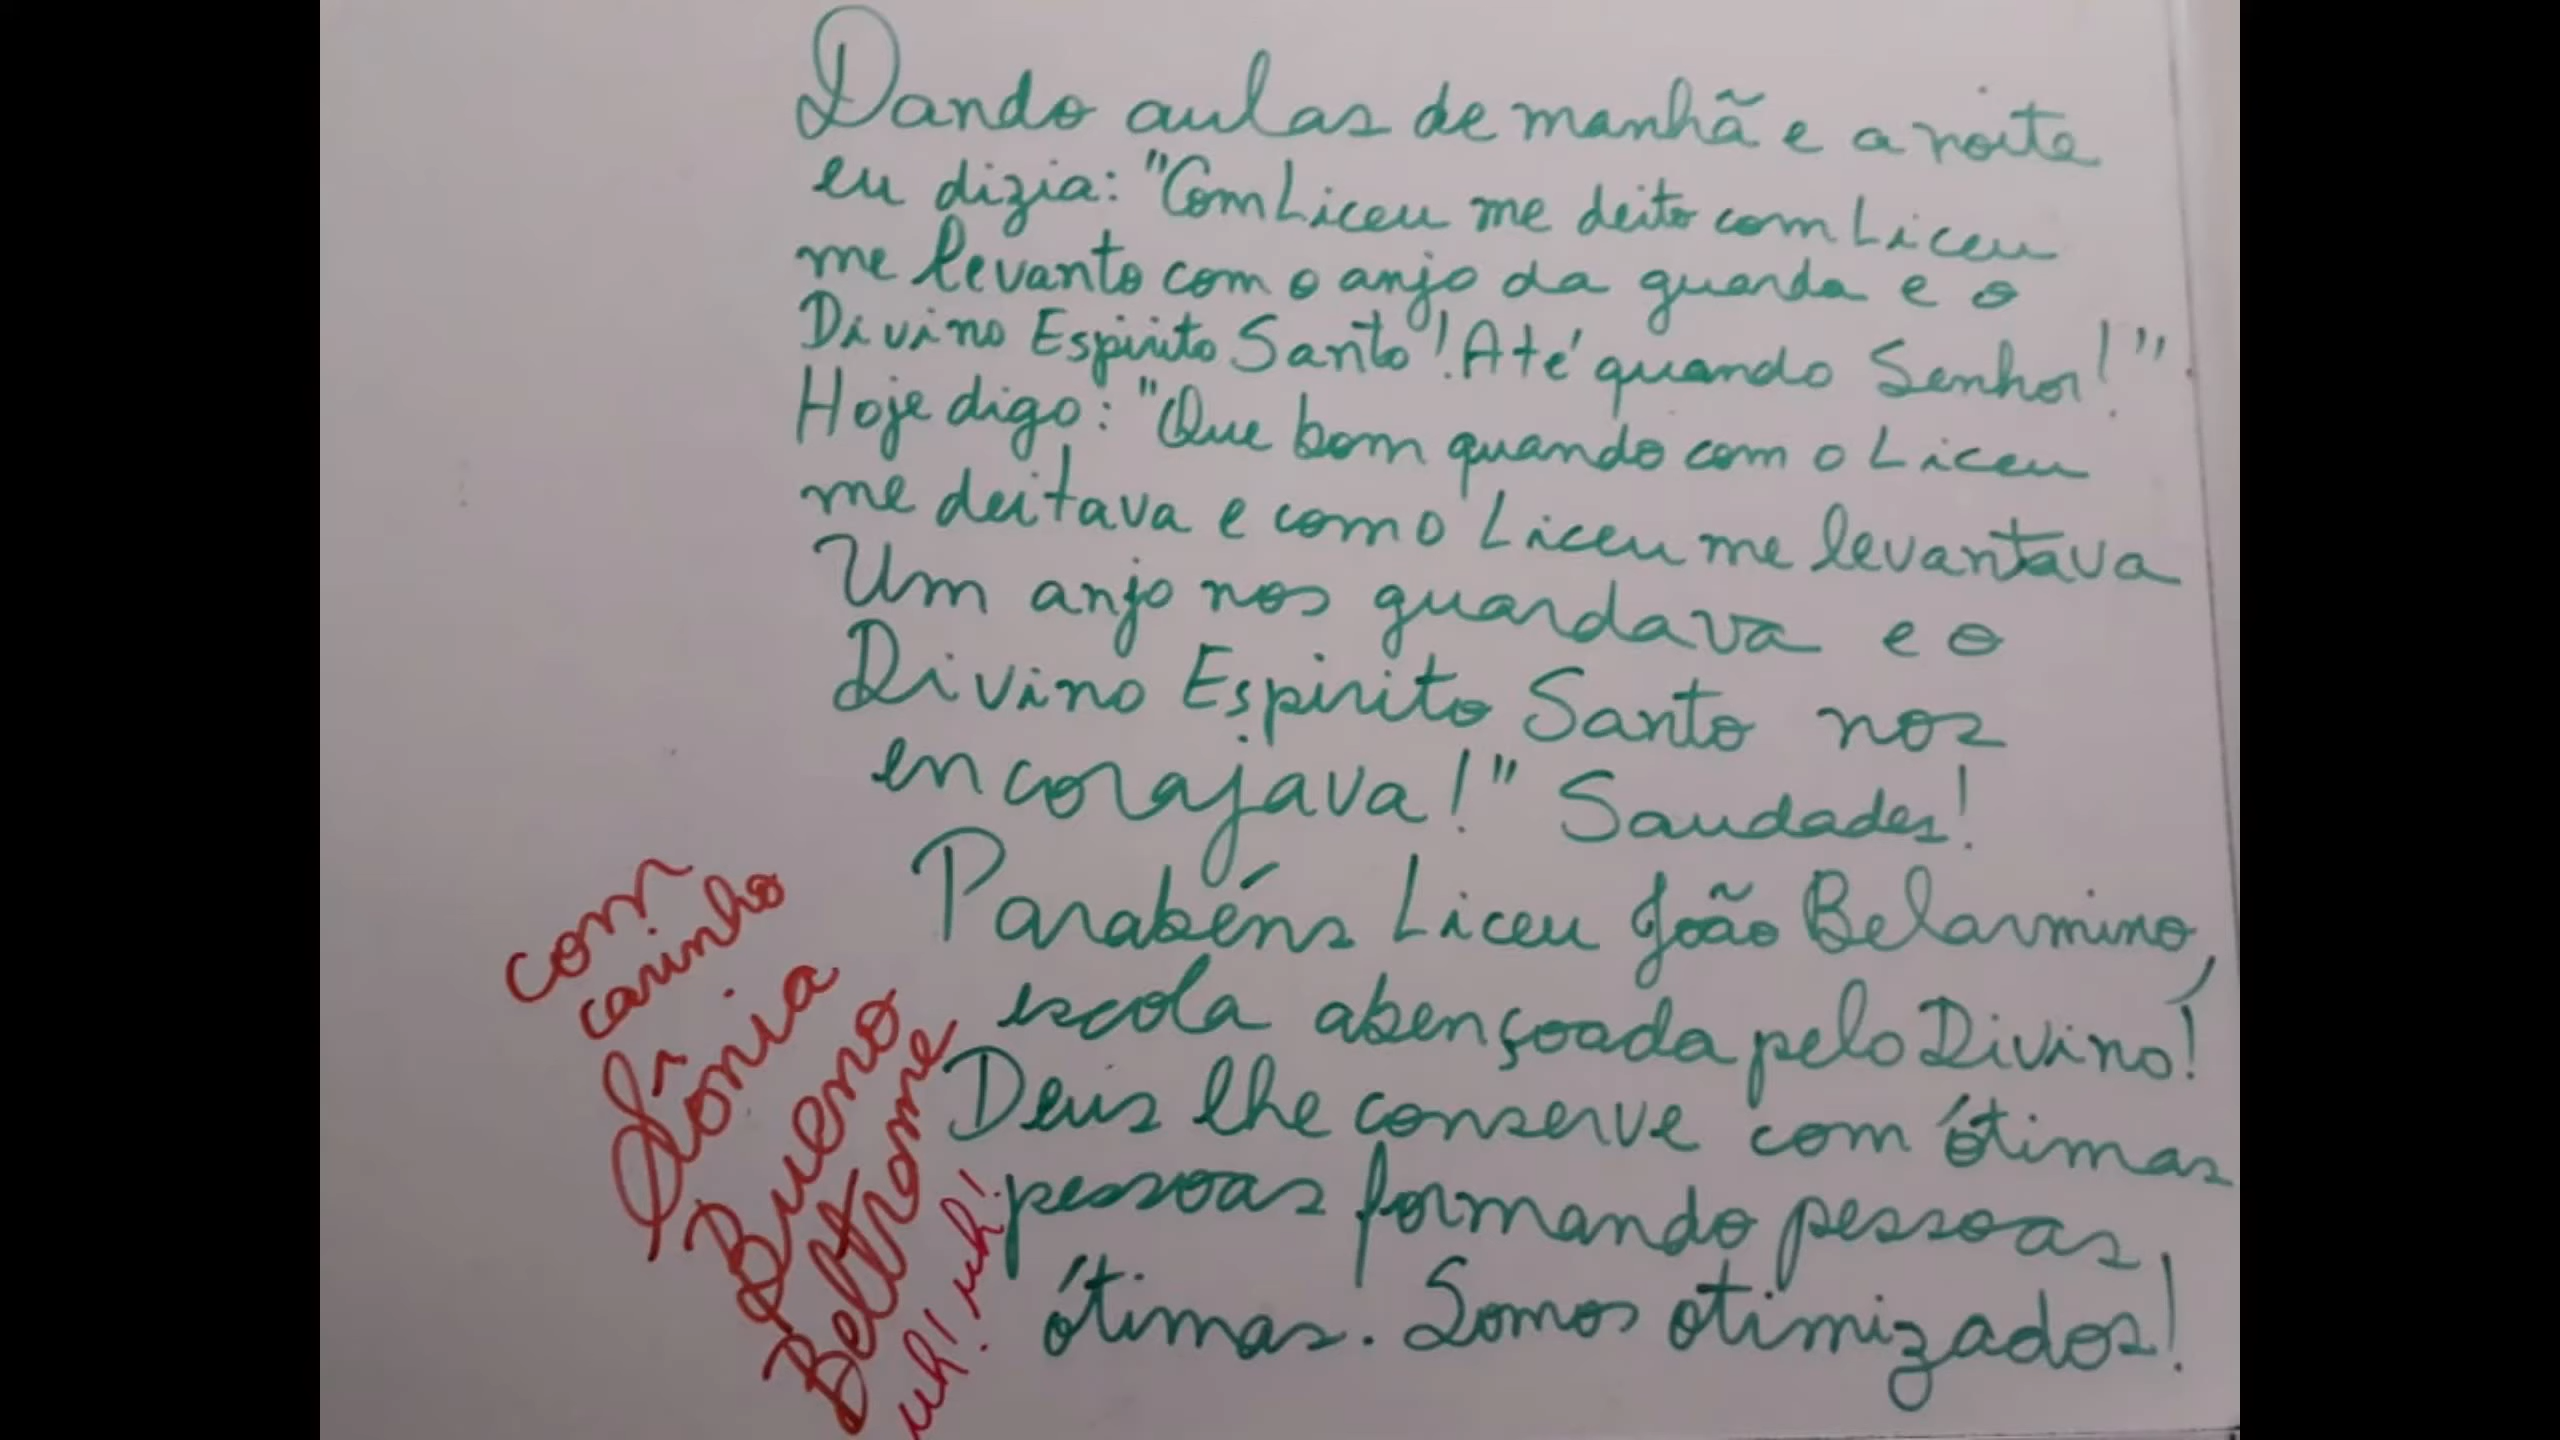 Dando aulas de manhã e a noite
eu dizia: "Com Liceu me deito com Liceu
me levanto com o anjo da guarda e o
Divino Espirito Santo! Até quando Senhor!"
Hoje digo: "Que bom quando com o Liceu
me deitava e com o Liceu me levantava
Um anjo nos guardava e o
Divino Espirito Santo nos
encorajava!" Saudades!
Parabéns Liceu João Belarmino,
escola abençoada pelo Divino!
Deus lhe conserve com ótimas
pessoas formando pessoas
ótimas. Somos otimizados!
com
carinho
Sônia
Bueno
Beltrame
uh! uh!